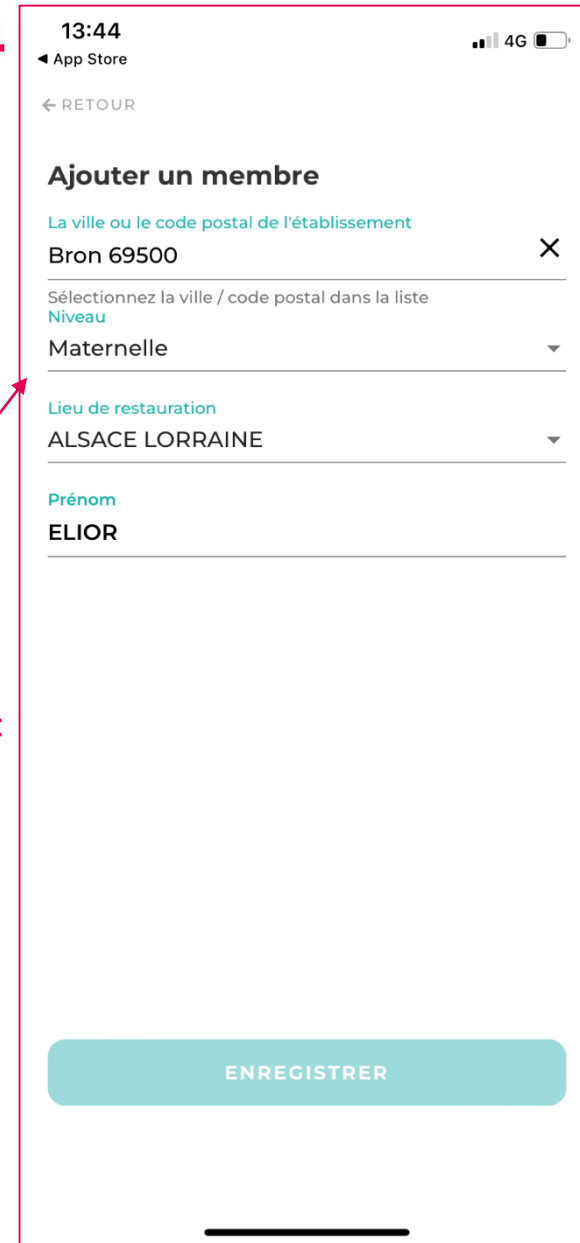 13:44
4G
◀ App Store
← RETOUR
Ajouter un membre
La ville ou le code postal de l'établissement
Bron 69500
Sélectionnez la ville / code postal dans la liste
Niveau
Maternelle
Lieu de restauration
ALSACE LORRAINE
Prénom
ELIOR
ENREGISTRER